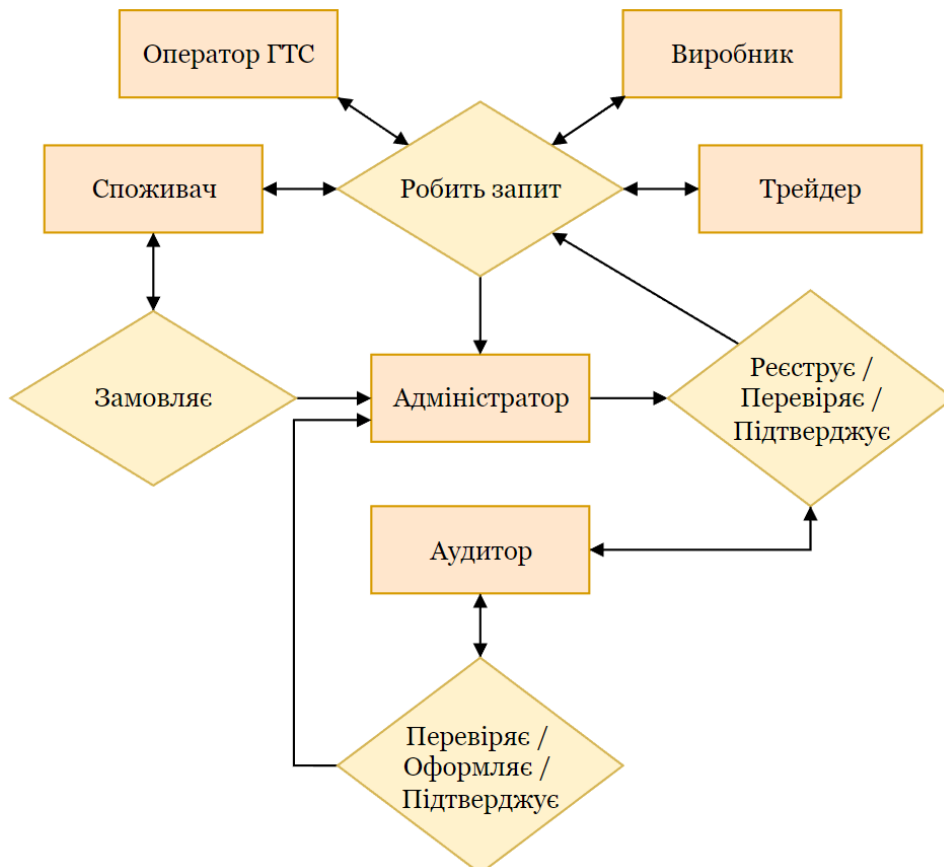 Оператор ГТС
Виробник
Споживач
Робить запит
Трейдер
Замовляє
Адміністратор
Реєструє /
Перевіряє /
Підтверджує
Аудитор
Перевіряє /
Оформляє /
Підтверджує